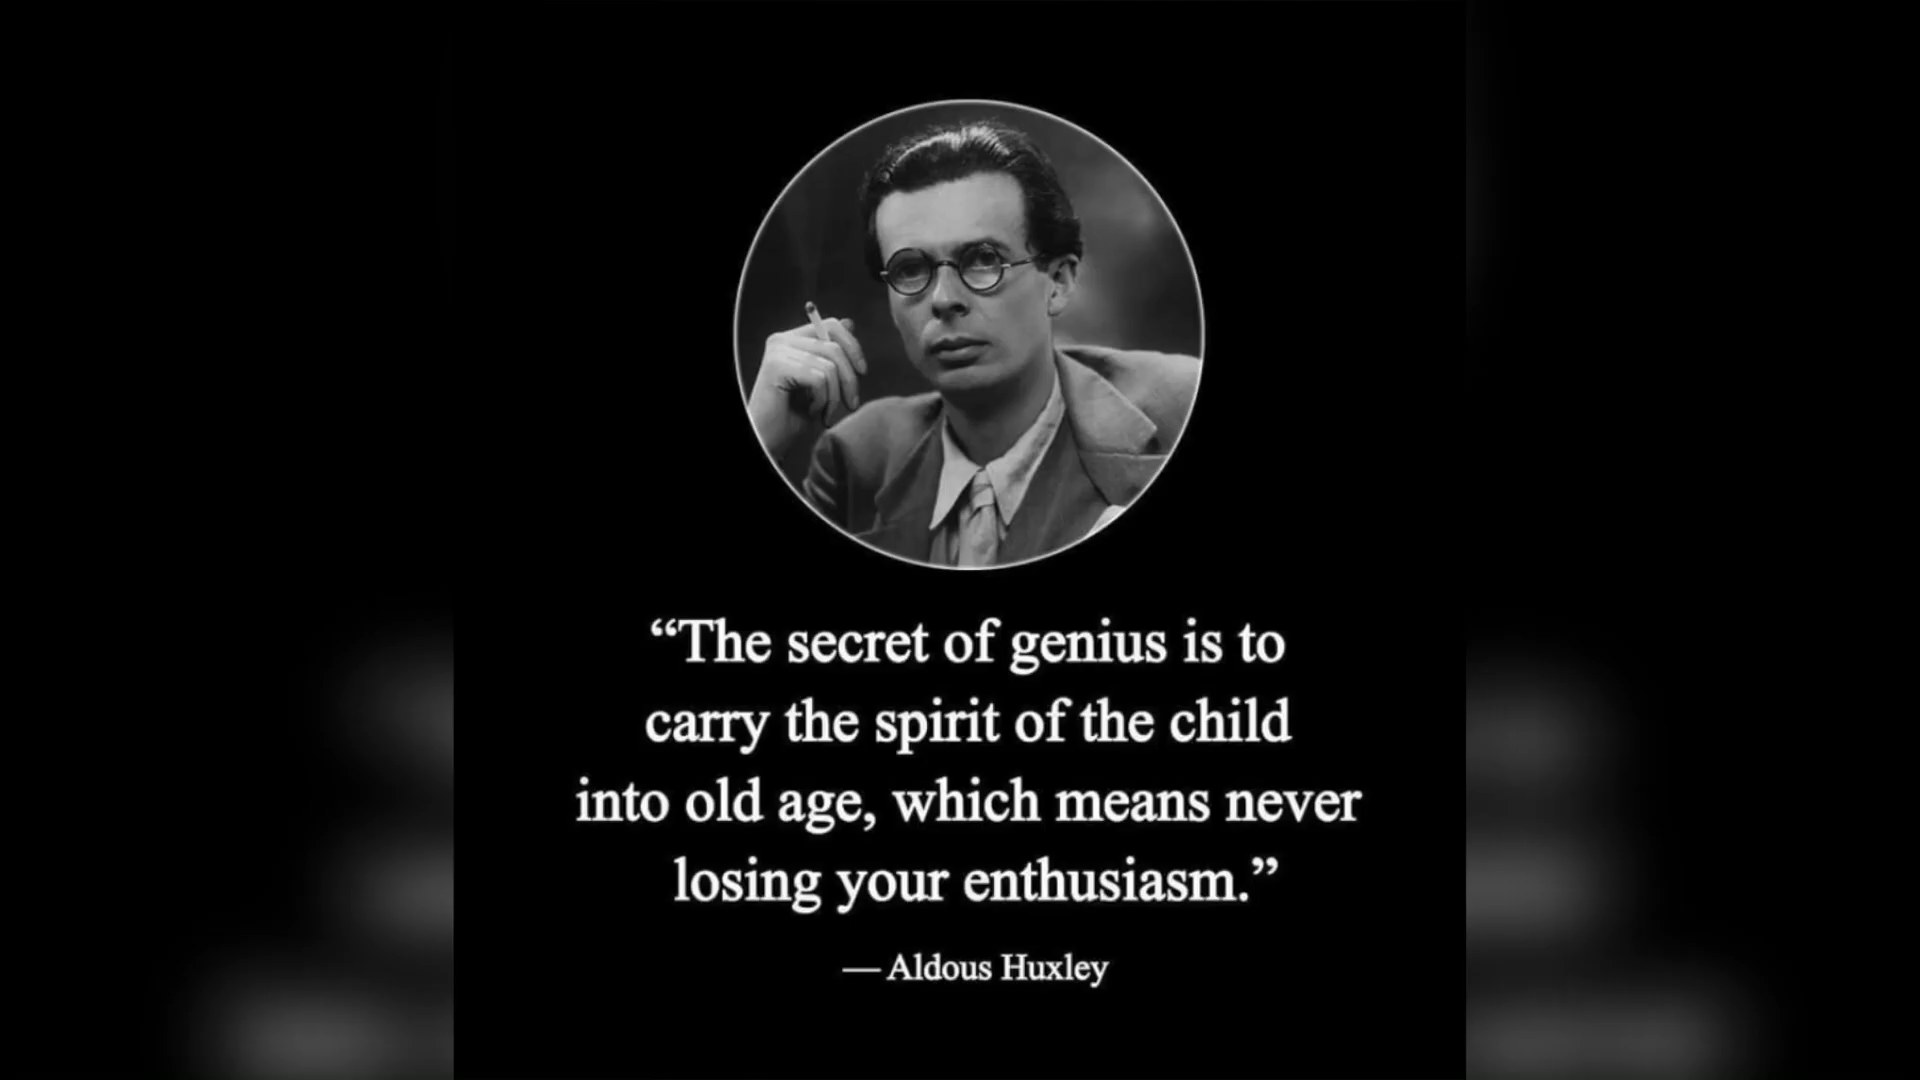 “The secret of genius is to
carry the spirit of the child
into old age, which means never
losing your enthusiasm.”
— Aldous Huxley